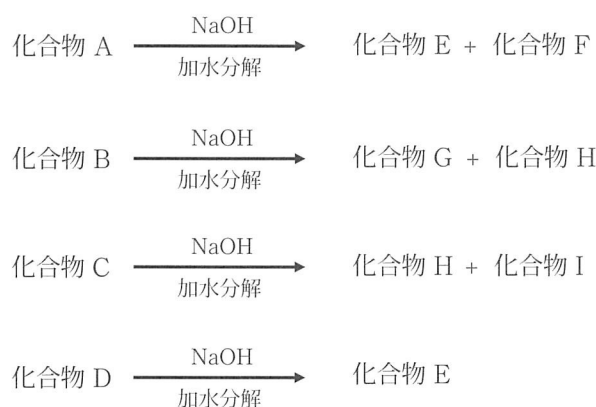 化合物 A NaOH 加水分解 化合物 E + 化合物 F
化合物 B NaOH 加水分解 化合物 G + 化合物 H
化合物 C NaOH 加水分解 化合物 H + 化合物 I
化合物 D NaOH 加水分解 化合物 E